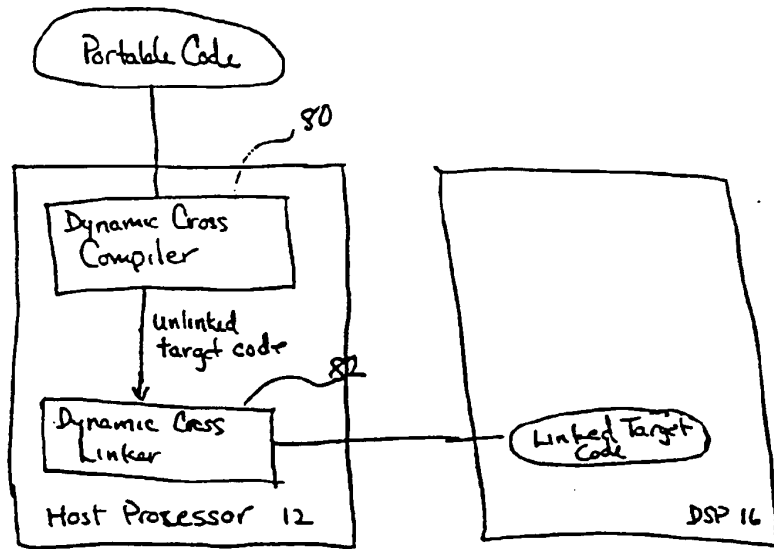 Portable Code
80
Dynamic Cross
Compiler
unlinked
target code
82
Dynamic Cross
Linker
Linked Target
Code
Host Processor 12
DSP 16